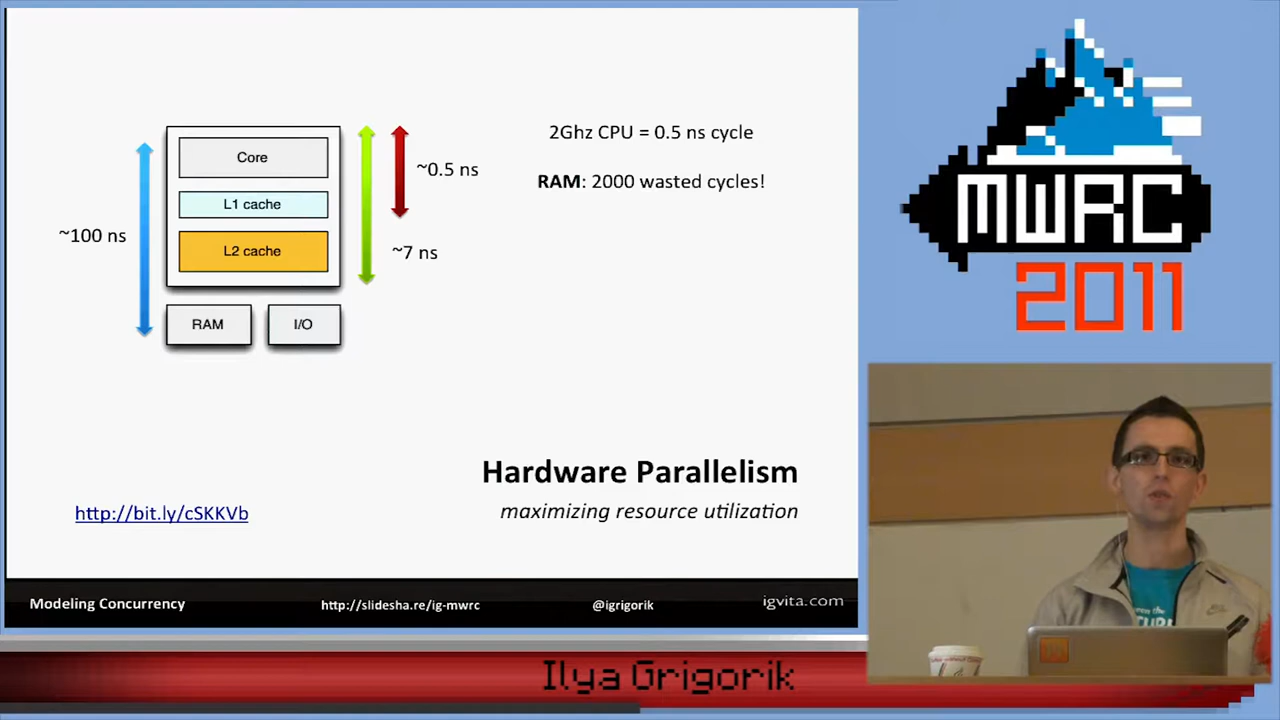 Core
L1 cache
L2 cache
RAM
I/O
~100 ns
~0.5 ns
~7 ns
2Ghz CPU = 0.5 ns cycle
RAM: 2000 wasted cycles!
Hardware Parallelism
maximizing resource utilization
http://bit.ly/cSKKVb
Modeling Concurrency
http://slidesha.re/ig-mwrc
@igrigorik
igvita.com
MWRC
2011
Ilya Grigorik